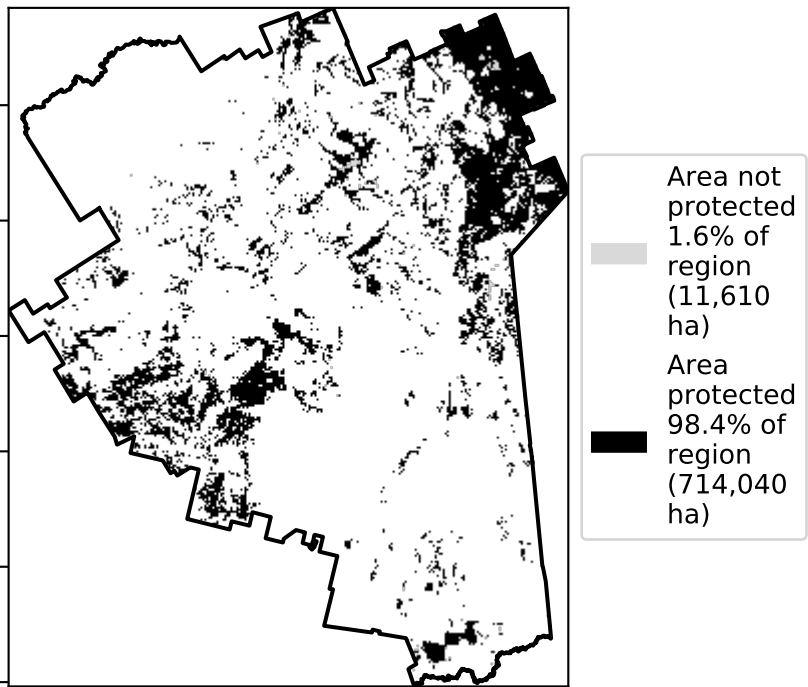 Area not
protected
1.6% of
region
(11,610
ha)
Area
protected
98.4% of
region
(714,040
ha)